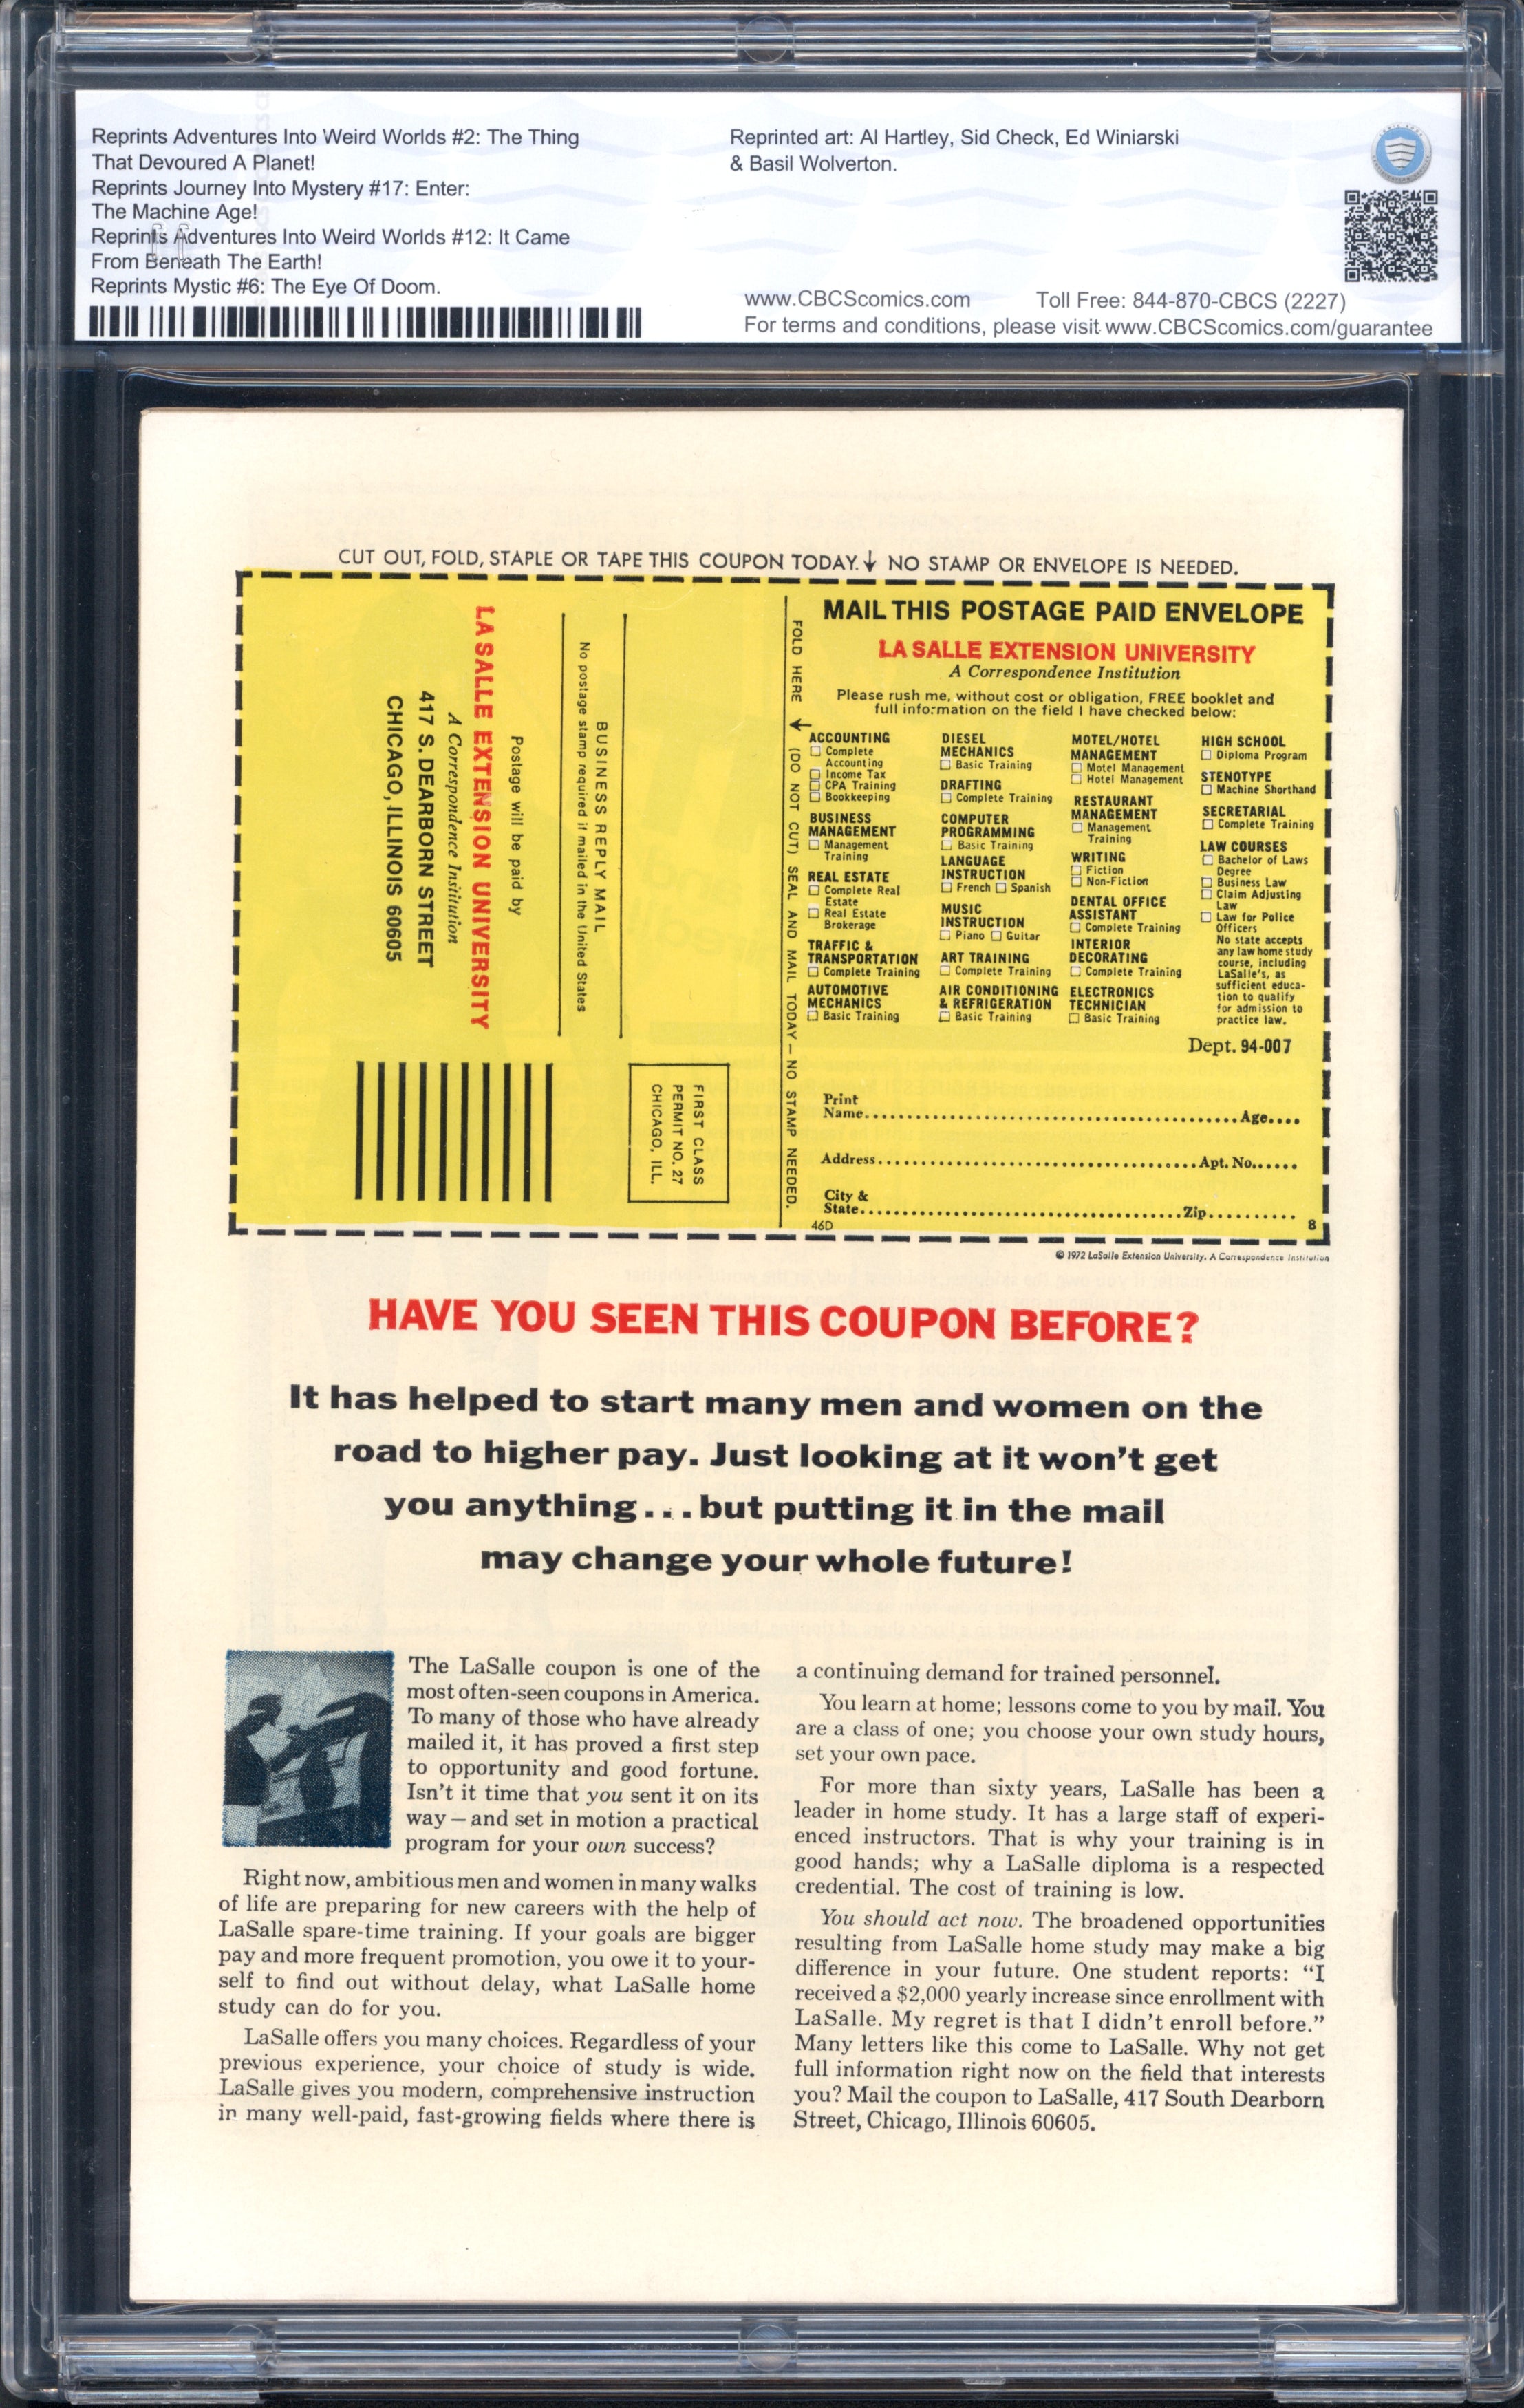 Reprints Adventures Into Weird Worlds #2: The Thing
That Devoured A Planet!
Reprints Journey Into Mystery #17: Enter:
The Machine Age!
Reprints Adventures Into Weird Worlds #12: It Came
From Beneath The Earth!
Reprints Mystic #6: The Eye Of Doom.
Reprinted art: Al Hartley, Sid Check, Ed Winiarski
& Basil Wolverton.
www.CBCScomics.com Toll Free: 844-870-CBCS (2227)
For terms and conditions, please visit www.CBCScomics.com/guarantee
CUT OUT, FOLD, STAPLE OR TAPE THIS COUPON TODAY. ↓ NO STAMP OR ENVELOPE IS NEEDED.
FIRST CLASS
PERMIT NO. 27
CHICAGO, ILL.
BUSINESS REPLY MAIL
No postage stamp required if mailed in the United States
Postage will be paid by
LA SALLE EXTENSION UNIVERSITY
A Correspondence Institution
417 S. DEARBORN STREET
CHICAGO, ILLINOIS 60605
FOLD HERE ← (DO NOT CUT) SEAL AND MAIL TODAY — NO STAMP NEEDED.
MAIL THIS POSTAGE PAID ENVELOPE
LA SALLE EXTENSION UNIVERSITY
A Correspondence Institution
Please rush me, without cost or obligation, FREE booklet and
full information on the field I have checked below:
ACCOUNTING
□ Complete
Accounting
□ Income Tax
□ CPA Training
□ Bookkeeping
BUSINESS
MANAGEMENT
□ Management
Training
REAL ESTATE
□ Complete Real
Estate
□ Real Estate
Brokerage
TRAFFIC &
TRANSPORTATION
□ Complete Training
AUTOMOTIVE
MECHANICS
□ Basic Training
DIESEL
MECHANICS
□ Basic Training
DRAFTING
□ Complete Training
COMPUTER
PROGRAMMING
□ Basic Training
LANGUAGE
INSTRUCTION
□ French □ Spanish
MUSIC
INSTRUCTION
□ Piano □ Guitar
ART TRAINING
□ Complete Training
AIR CONDITIONING
& REFRIGERATION
□ Basic Training
MOTEL/HOTEL
MANAGEMENT
□ Motel Management
□ Hotel Management
RESTAURANT
MANAGEMENT
□ Management
Training
WRITING
□ Fiction
□ Non-Fiction
DENTAL OFFICE
ASSISTANT
□ Complete Training
INTERIOR
DECORATING
□ Complete Training
ELECTRONICS
TECHNICIAN
□ Basic Training
HIGH SCHOOL
□ Diploma Program
STENOTYPE
□ Machine Shorthand
SECRETARIAL
□ Complete Training
LAW COURSES
□ Bachelor of Laws
Degree
□ Business Law
□ Claim Adjusting
Law
□ Law for Police
Officers
No state accepts
any law home study
course, including
LaSalle's, as
sufficient educa-
tion to qualify
for admission to
practice law.
Dept. 94-007
Print
Name........................................Age....
Address....................................Apt. No......
City &
State....................................Zip..........
46D 8
© 1972 LaSalle Extension University. A Correspondence Institution
HAVE YOU SEEN THIS COUPON BEFORE?
It has helped to start many men and women on the
road to higher pay. Just looking at it won't get
you anything...but putting it in the mail
may change your whole future!
The LaSalle coupon is one of the
most often-seen coupons in America.
To many of those who have already
mailed it, it has proved a first step
to opportunity and good fortune.
Isn't it time that you sent it on its
way — and set in motion a practical
program for your own success?
Right now, ambitious men and women in many walks
of life are preparing for new careers with the help of
LaSalle spare-time training. If your goals are bigger
pay and more frequent promotion, you owe it to your-
self to find out without delay, what LaSalle home
study can do for you.
LaSalle offers you many choices. Regardless of your
previous experience, your choice of study is wide.
LaSalle gives you modern, comprehensive instruction
in many well-paid, fast-growing fields where there is
a continuing demand for trained personnel.
You learn at home; lessons come to you by mail. You
are a class of one; you choose your own study hours,
set your own pace.
For more than sixty years, LaSalle has been a
leader in home study. It has a large staff of experi-
enced instructors. That is why your training is in
good hands; why a LaSalle diploma is a respected
credential. The cost of training is low.
You should act now. The broadened opportunities
resulting from LaSalle home study may make a big
difference in your future. One student reports: "I
received a $2,000 yearly increase since enrollment with
LaSalle. My regret is that I didn't enroll before."
Many letters like this come to LaSalle. Why not get
full information right now on the field that interests
you? Mail the coupon to LaSalle, 417 South Dearborn
Street, Chicago, Illinois 60605.